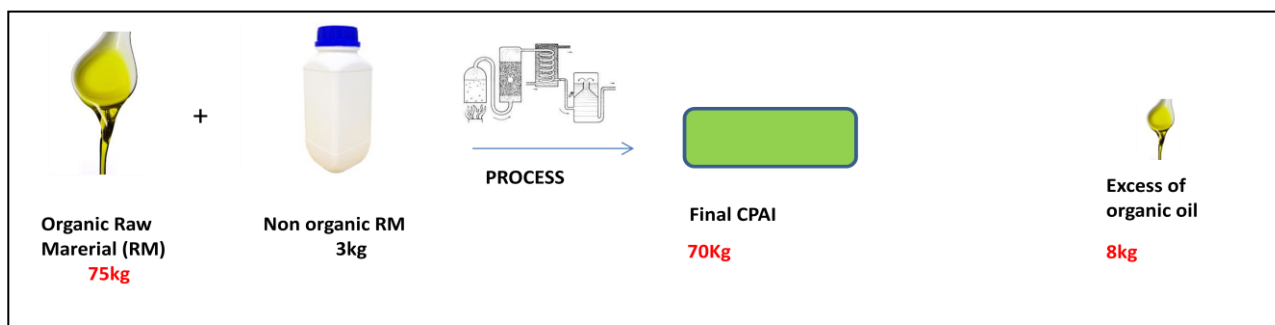 +
PROCESS
Organic Raw
Marerial (RM)
75kg
Non organic RM
3kg
Final CPAI
70Kg
Excess of
organic oil
8kg